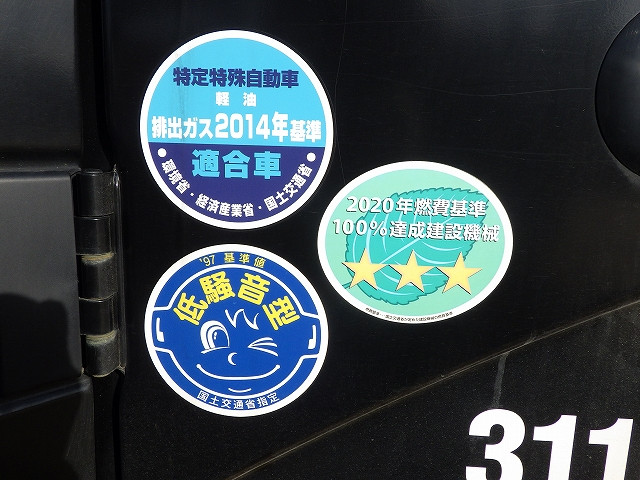 特定特殊自動車
軽油
排出ガス2014年基準
適合車
・環境省・経済産業省・国土交通省・
2020年燃費基準
100%達成建設機械
'97基準値
低騒音型
国土交通省指定
311